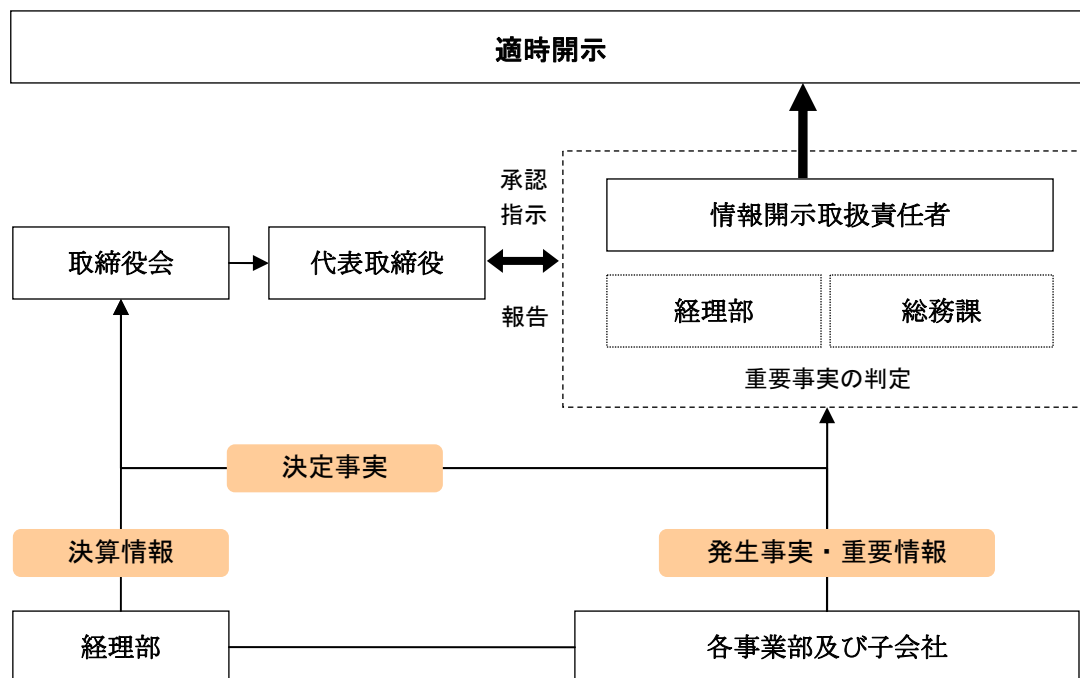 適時開示
承認
指示
情報開示取扱責任者
取締役会
代表取締役
報告
経理部
総務課
重要事実の判定
決定事実
決算情報
発生事実・重要情報
経理部
各事業部及び子会社